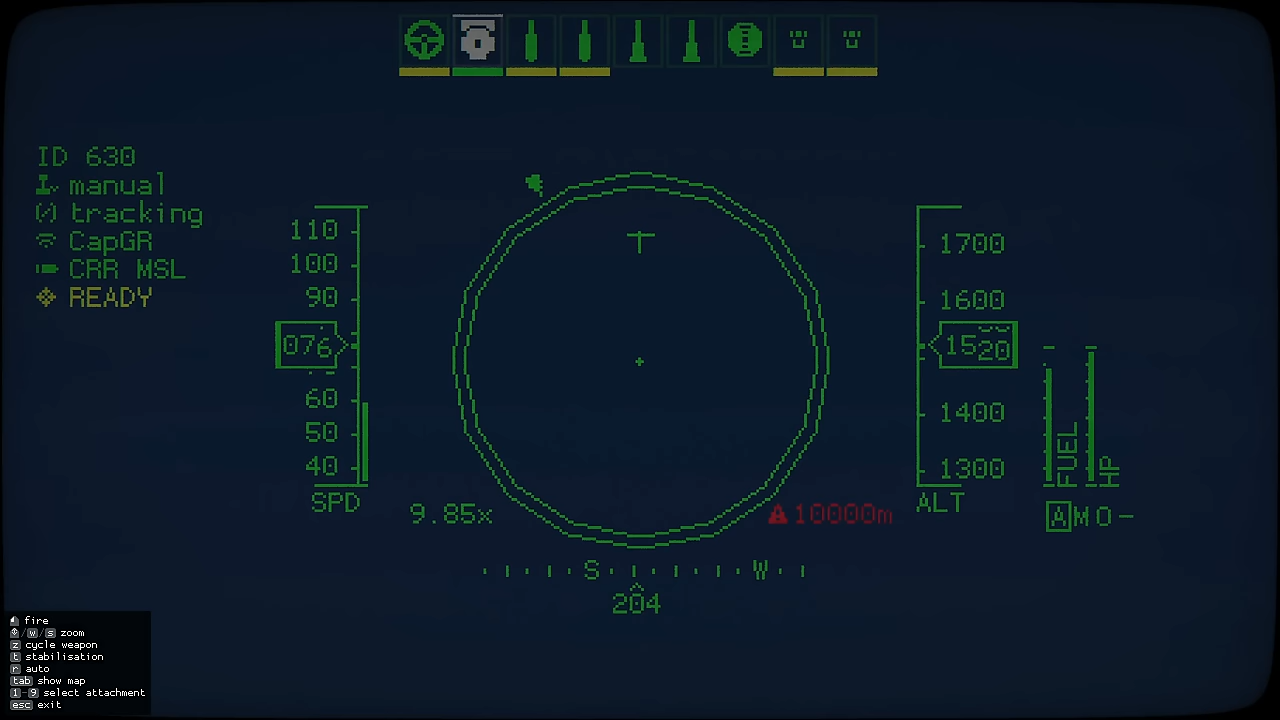 ID 630
manual
tracking
CapGR
CRR MSL
READY
110
100
90
076
60
50
40
SPD
9.85x
1700
1600
1520
1400
1300
ALT
10000m
FUEL
HP
AMO-
S W
204
fire
/w/s zoom
z cycle weapon
t stabilisation
r auto
tab show map
1-9 select attachment
esc exit